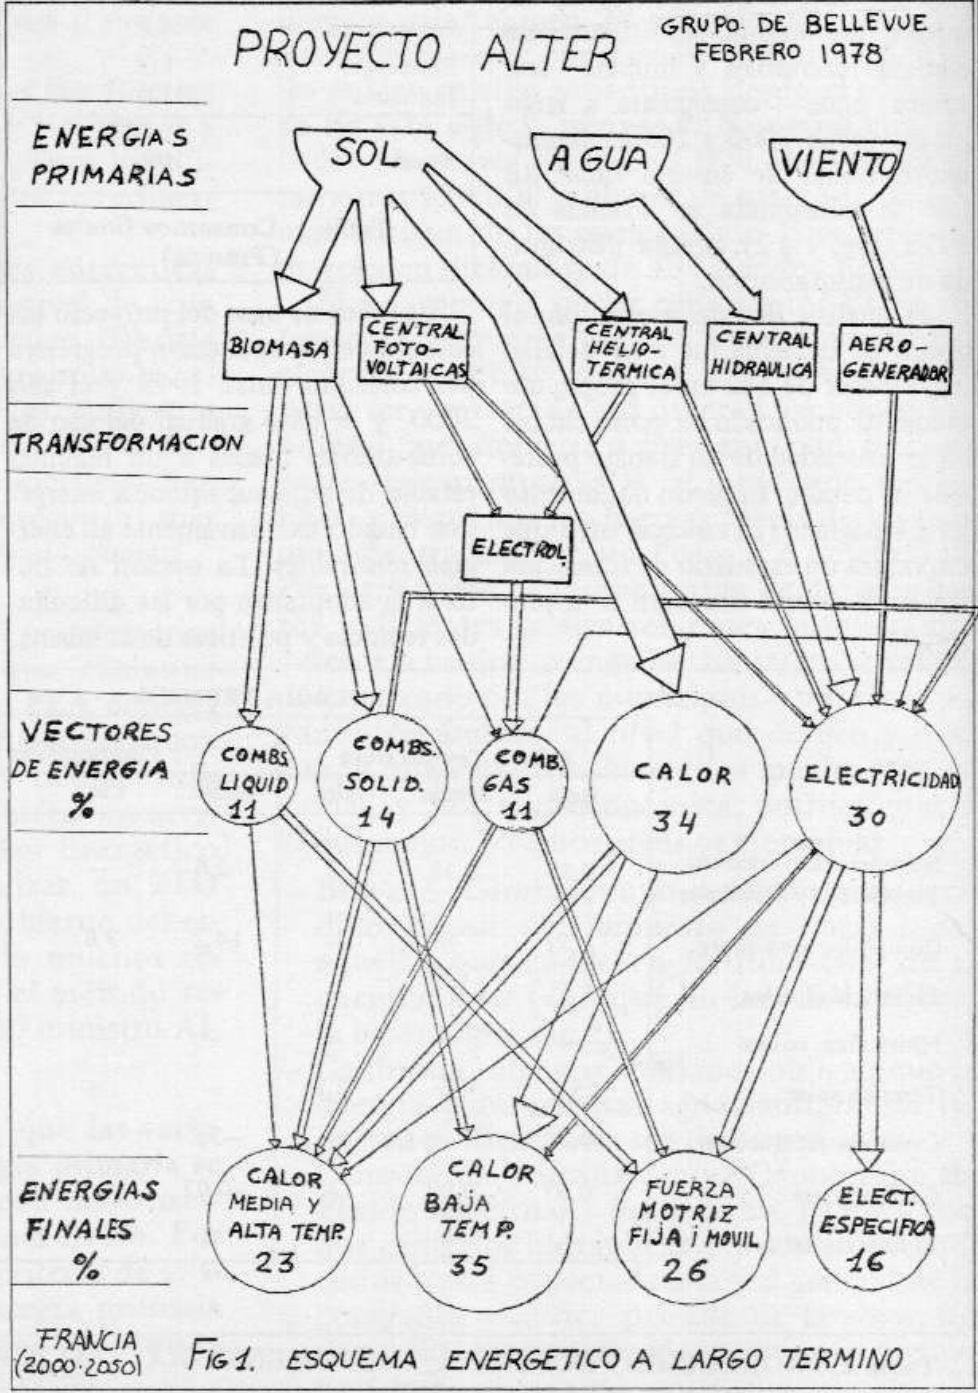 PROYECTO ALTER
GRUPO DE BELLEVUE
FEBRERO 1978
ENERGIAS
PRIMARIAS
SOL
AGUA
VIENTO
BIOMASA
CENTRAL
FOTO-
VOLTAICAS
CENTRAL
HELIO-
TERMICA
CENTRAL
HIDRAULICA
AERO-
GENERADOR
TRANSFORMACION
ELECTROL
VECTORES
DE ENERGIA
%
COMBS.
LIQUID
11
COMBS.
SOLID.
14
COMB.
GAS
11
CALOR
34
ELECTRICIDAD
30
ENERGIAS
FINALES
%
CALOR
MEDIA Y
ALTA TEMP.
23
CALOR
BAJA
TEMP.
35
FUERZA
MOTRIZ
FIJA i MOVIL
26
ELECT.
ESPECIFICA
16
FRANCIA
(2000-2050)
FIG 1. ESQUEMA ENERGETICO A LARGO TERMINO